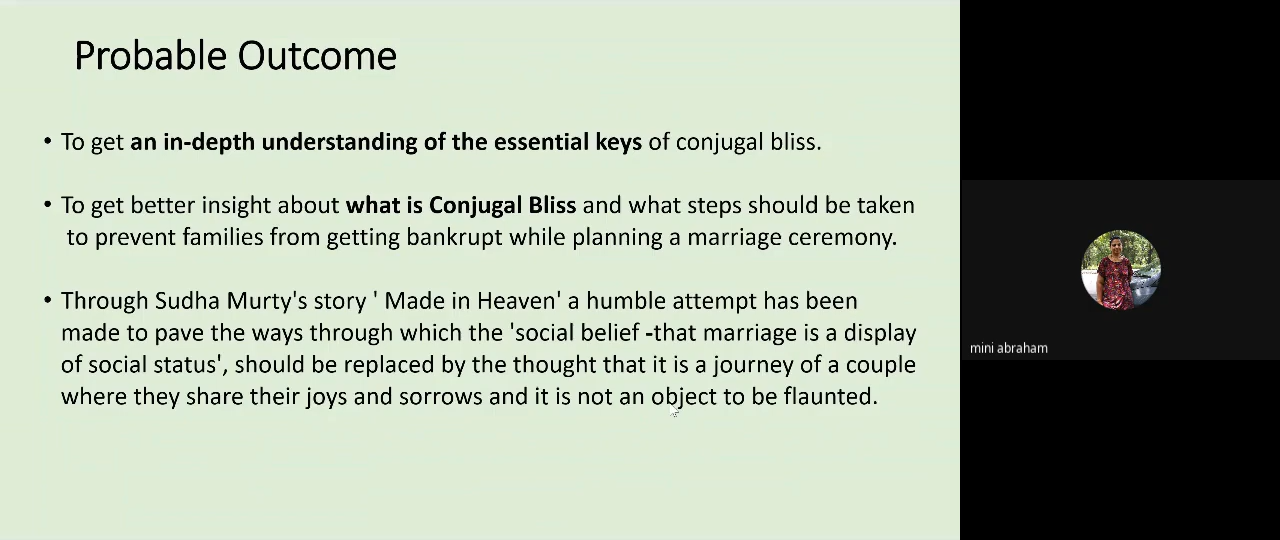 Probable Outcome
• To get an in-depth understanding of the essential keys of conjugal bliss.
• To get better insight about what is Conjugal Bliss and what steps should be taken
to prevent families from getting bankrupt while planning a marriage ceremony.
• Through Sudha Murty's story ' Made in Heaven' a humble attempt has been
made to pave the ways through which the 'social belief -that marriage is a display
of social status', should be replaced by the thought that it is a journey of a couple
where they share their joys and sorrows and it is not an object to be flaunted.
mini abraham